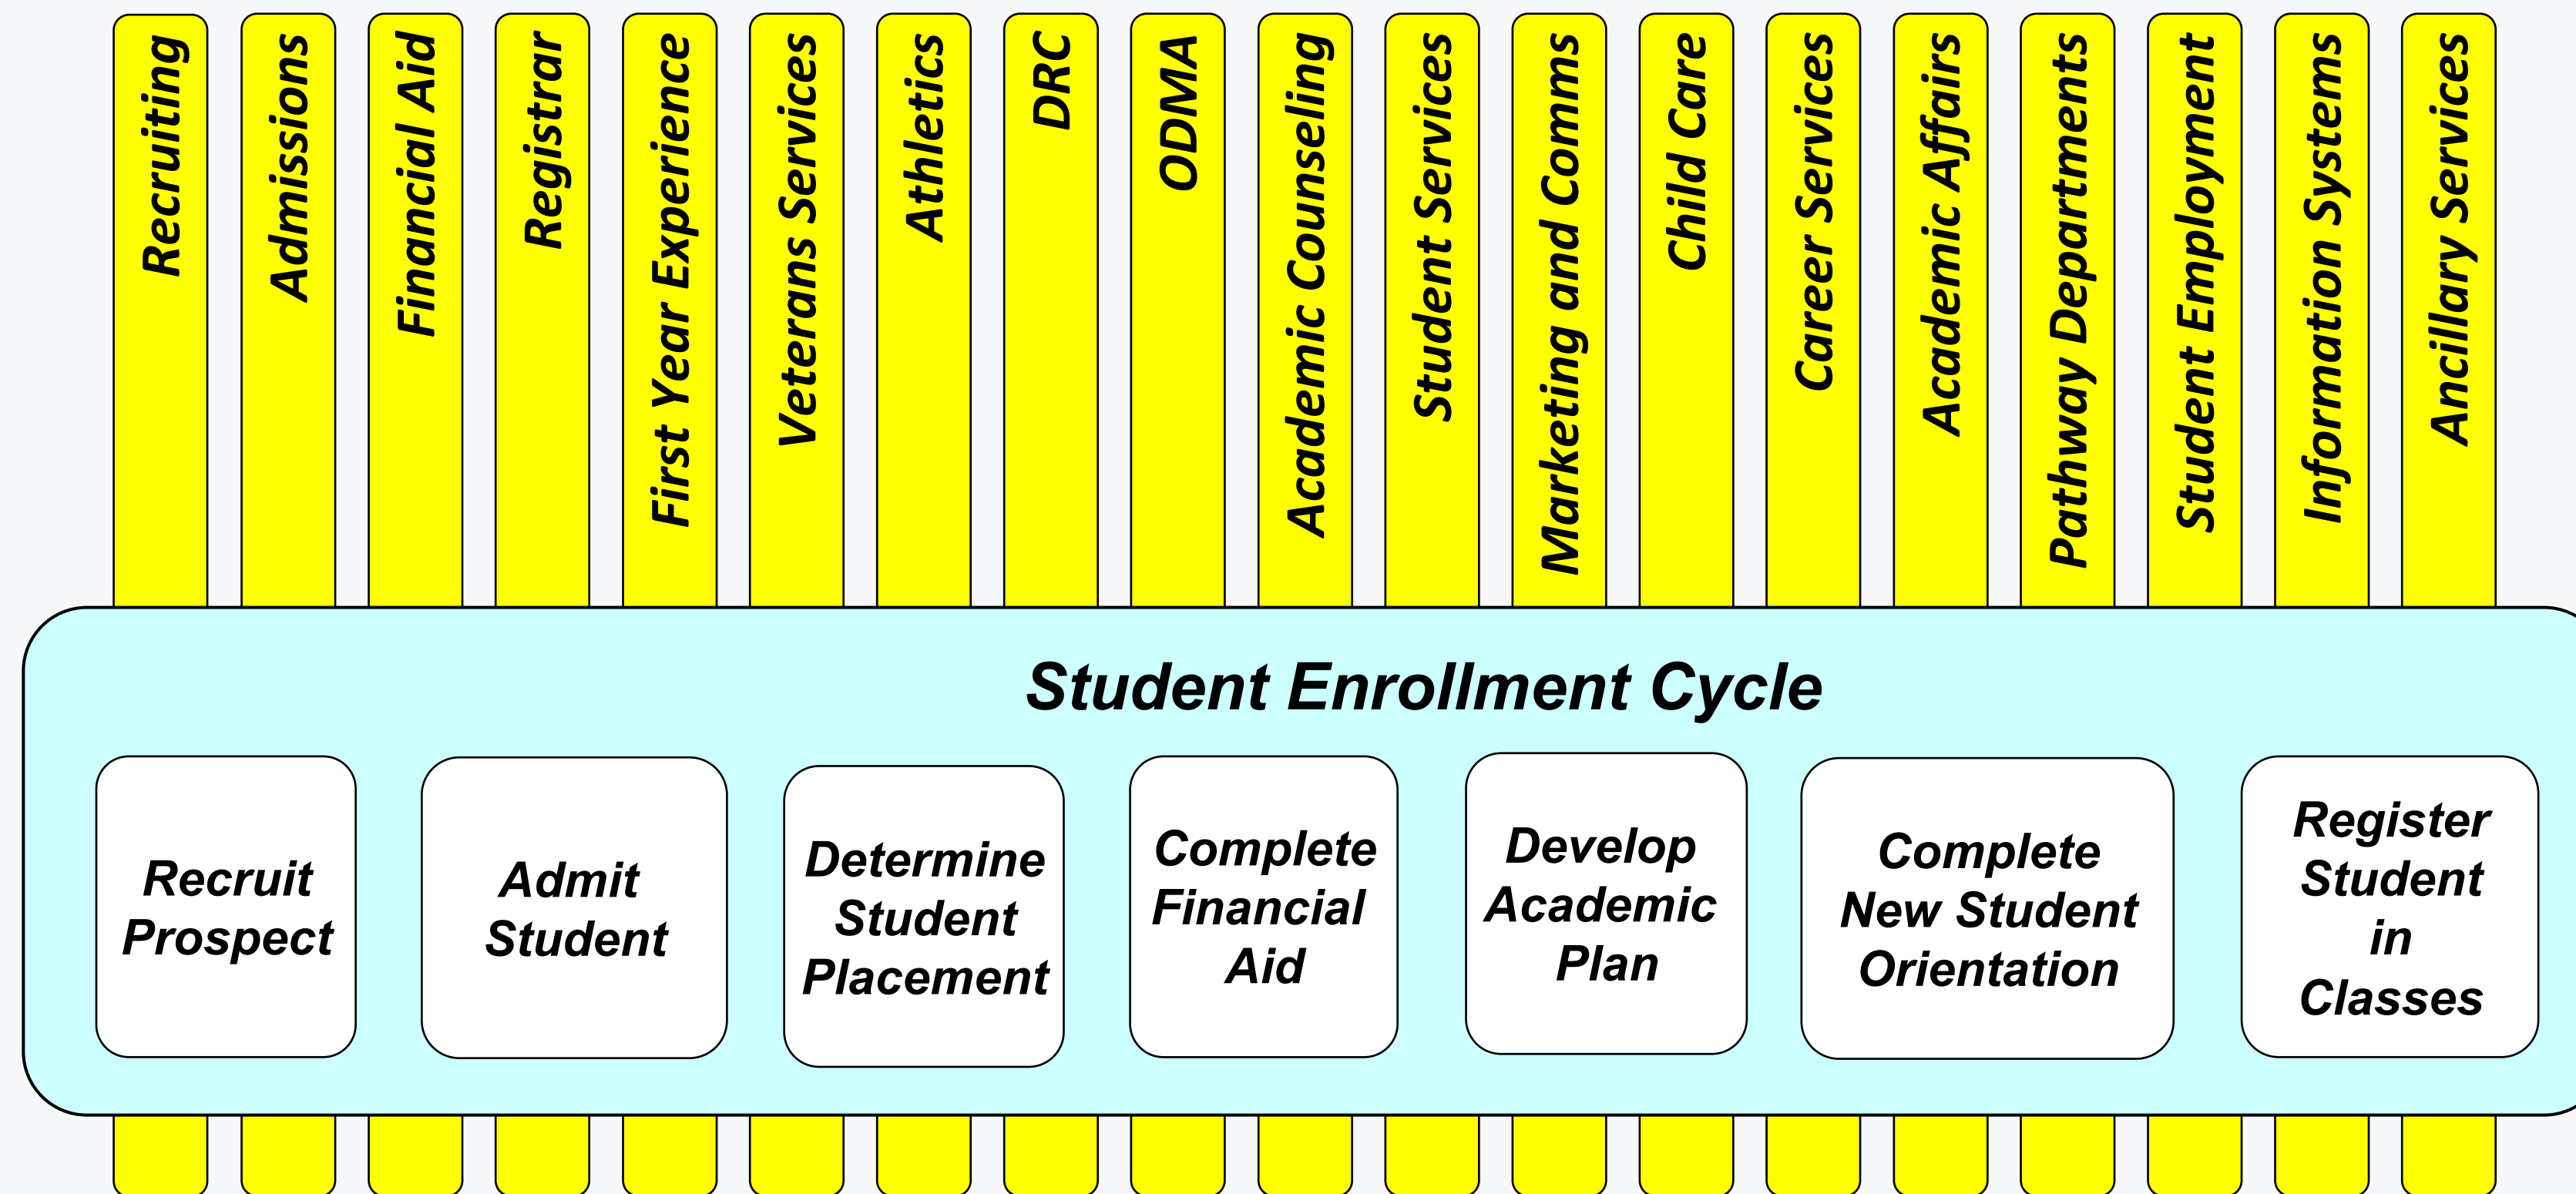 Recruiting
Admissions
Financial Aid
Registrar
First Year Experience
Veterans Services
Athletics
DRC
ODMA
Academic Counseling
Student Services
Marketing and Comms
Child Care
Career Services
Academic Affairs
Pathway Departments
Student Employment
Information Systems
Ancillary Services
Student Enrollment Cycle
Recruit
Prospect
Admit
Student
Determine
Student
Placement
Complete
Financial
Aid
Develop
Academic
Plan
Complete
New Student
Orientation
Register
Student
in
Classes